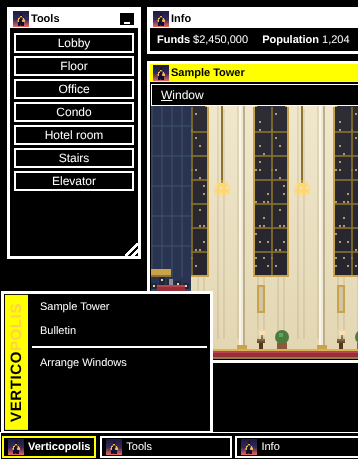 Tools
Lobby
Floor
Office
Condo
Hotel room
Stairs
Elevator
Info
Funds $2,450,000 Population 1,204
Sample Tower
Window
VERTICOPOLIS
Sample Tower
Bulletin
Arrange Windows
Verticopolis
Tools
Info